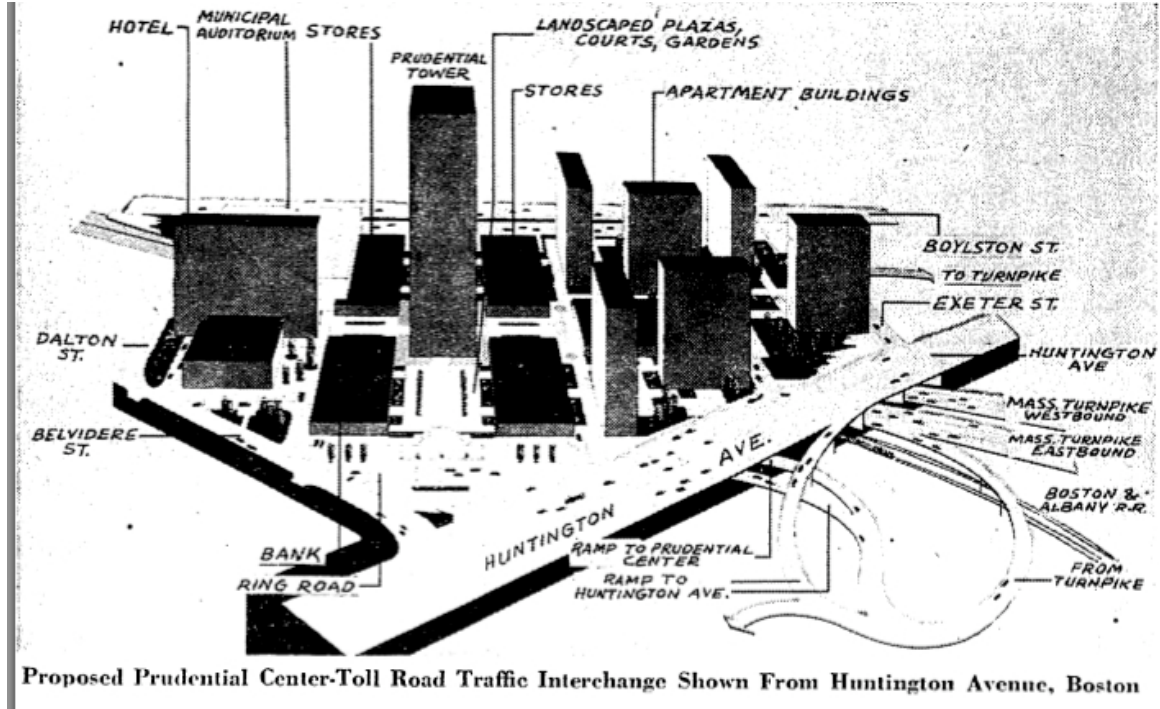 HOTEL
MUNICIPAL
AUDITORIUM
STORES
LANDSCAPED PLAZAS,
COURTS, GARDENS
PRUDENTIAL
TOWER
STORES
APARTMENT BUILDINGS
BOYLSTON ST.
TO TURNPIKE
EXETER ST.
DALTON
ST.
HUNTINGTON
AVE
MASS. TURNPIKE
WESTBOUND
BELVIDERE
ST.
MASS. TURNPIKE
EASTBOUND
HUNTINGTON AVE.
BOSTON &
ALBANY R.R.
BANK
RAMP TO PRUDENTIAL
CENTER
RING ROAD
RAMP TO
HUNTINGTON AVE.
FROM
TURNPIKE
Proposed Prudential Center-Toll Road Traffic Interchange Shown From Huntington Avenue, Boston